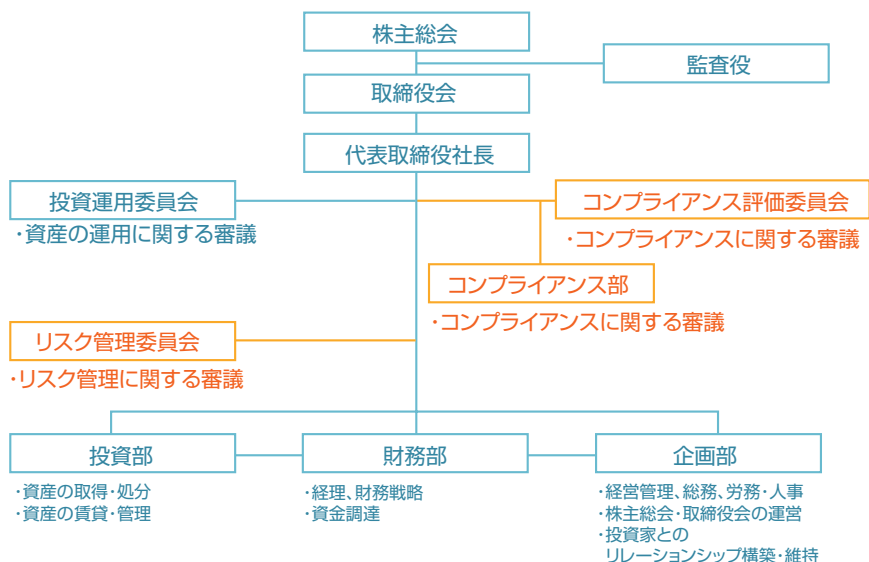 株主総会
監査役
取締役会
代表取締役社長
投資運用委員会
・資産の運用に関する審議
コンプライアンス評価委員会
・コンプライアンスに関する審議
コンプライアンス部
・コンプライアンスに関する審議
リスク管理委員会
・リスク管理に関する審議
投資部
・資産の取得・処分
・資産の賃貸・管理
財務部
・経理、財務戦略
・資金調達
企画部
・経営管理、総務、労務・人事
・株主総会・取締役会の運営
・投資家との
リレーションシップ構築・維持